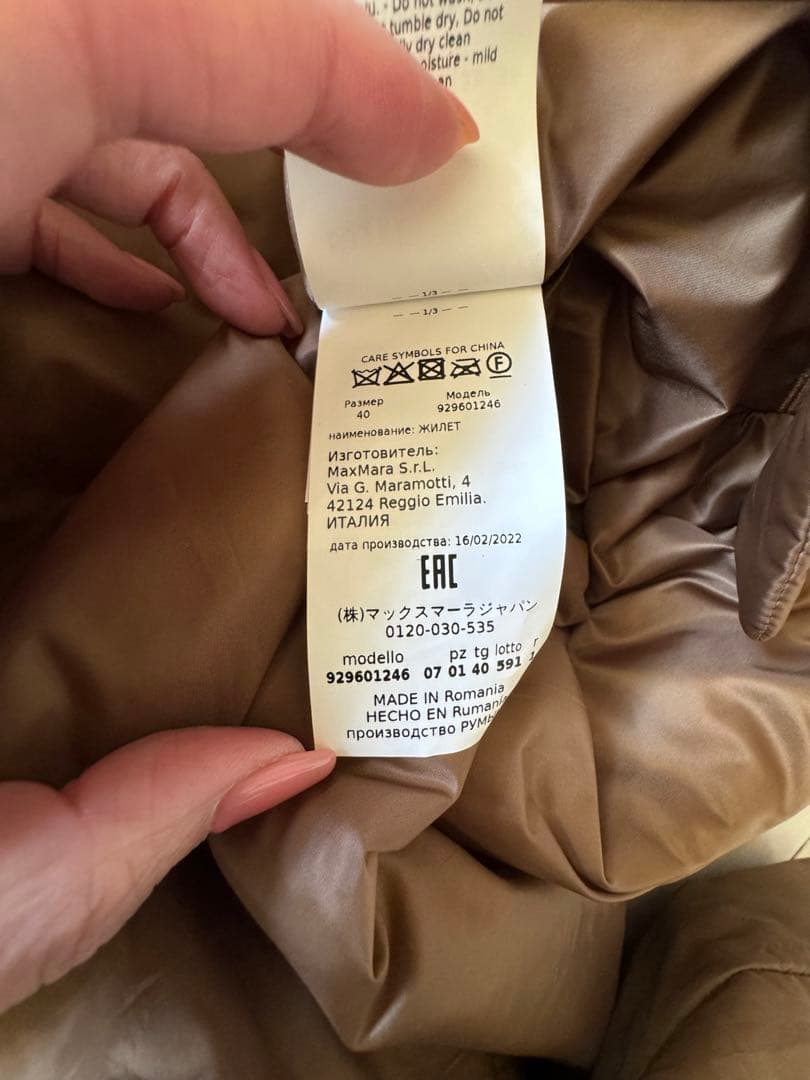 Do not
tumble dry, Do not
dry clean
- mild
1/3
1/3
CARE SYMBOLS FOR CHINA
F
Размер Модель
40 929601246
наименование: ЖИЛЕТ
Изготовитель:
MaxMara S.r.L.
Via G. Maramotti, 4
42124 Reggio Emilia.
ИТАЛИЯ
дата производства: 16/02/2022
EAC
(株)マックスマーラジャパン
0120-030-535
modello pz tg lotto r
929601246 07 01 40 591
MADE IN Romania
HECHO EN Rumania
производство